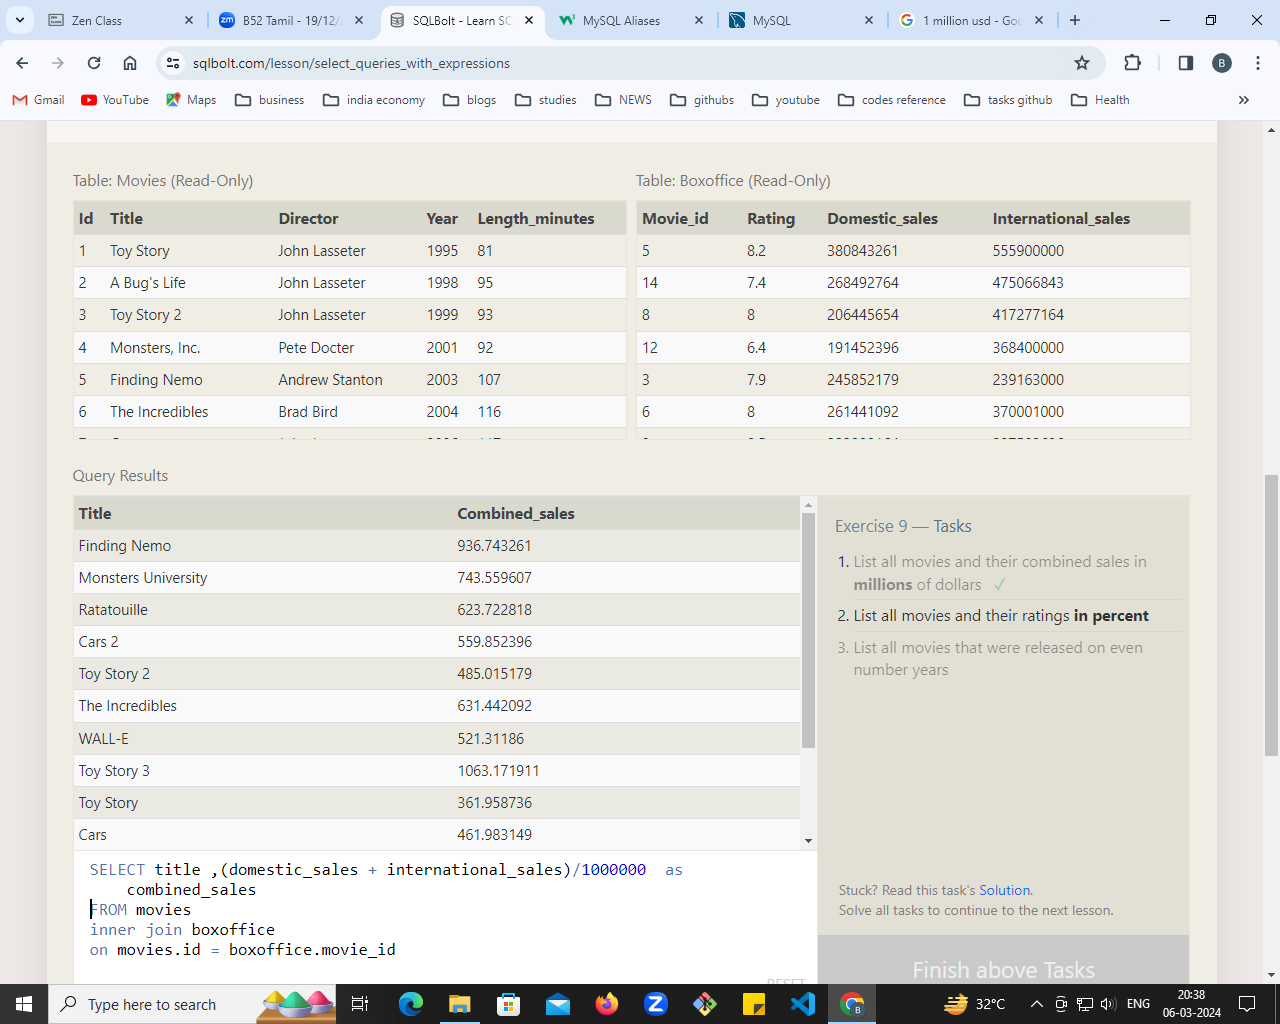 Zen Class
B52 Tamil - 19/12/
SQLBolt - Learn SC
MySQL Aliases
MySQL
1 million usd - Goo
sqlbolt.com/lesson/select_queries_with_expressions
B
Gmail YouTube Maps business india economy blogs studies NEWS githubs youtube codes reference tasks github Health
Table: Movies (Read-Only)
Id Title Director Year Length_minutes
1 Toy Story John Lasseter 1995 81
2 A Bug's Life John Lasseter 1998 95
3 Toy Story 2 John Lasseter 1999 93
4 Monsters, Inc. Pete Docter 2001 92
5 Finding Nemo Andrew Stanton 2003 107
6 The Incredibles Brad Bird 2004 116
Table: Boxoffice (Read-Only)
Movie_id Rating Domestic_sales International_sales
5 8.2 380843261 555900000
14 7.4 268492764 475066843
8 8 206445654 417277164
12 6.4 191452396 368400000
3 7.9 245852179 239163000
6 8 261441092 370001000
Query Results
Title Combined_sales
Finding Nemo 936.743261
Monsters University 743.559607
Ratatouille 623.722818
Cars 2 559.852396
Toy Story 2 485.015179
The Incredibles 631.442092
WALL-E 521.31186
Toy Story 3 1063.171911
Toy Story 361.958736
Cars 461.983149
SELECT title ,(domestic_sales + international_sales)/1000000 as
combined_sales
FROM movies
inner join boxoffice
on movies.id = boxoffice.movie_id
RESET
Exercise 9 — Tasks
1. List all movies and their combined sales in
millions of dollars ✓
2. List all movies and their ratings in percent
3. List all movies that were released on even
number years
Stuck? Read this task's Solution.
Solve all tasks to continue to the next lesson.
Finish above Tasks
Type here to search
32°C
ENG
20:38
06-03-2024